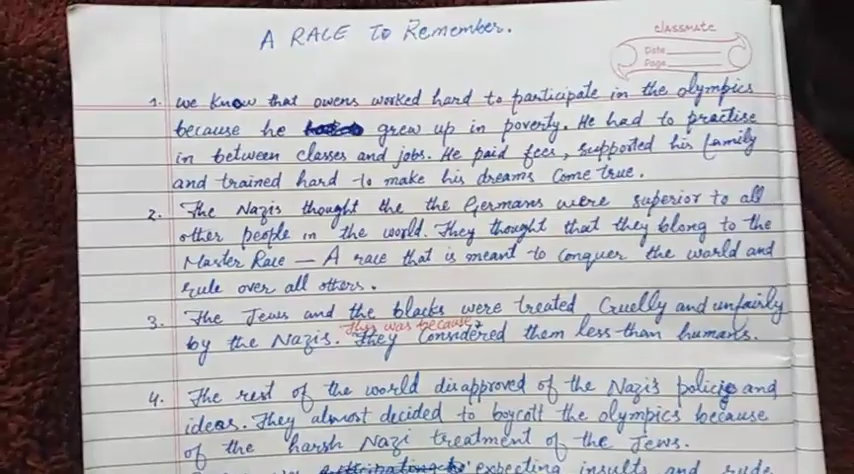 A RACE TO Remember.
classmate
Date
Page
1. we know that owens worked hard to participate in the olympics
because he grew up in poverty. He had to practise
in between classes and jobs. He paid fees, supported his family
and trained hard to make his dreams come true.
2. The Nazis thought the the Germans were superior to all
other people in the world. They thought that they blong to the
Master Race — A race that is meant to conquer the world and
rule over all others.
3. The Jews and the blacks were treated Cruelly and unfairly
This was because
by the Nazis. They Considered them less than humans.
4. The rest of the world disapproved of the Nazi's and
ideas. They almost decided to boycott the olympics because
of the harsh Nazi treatment of the Jews.
expecting insults and rude